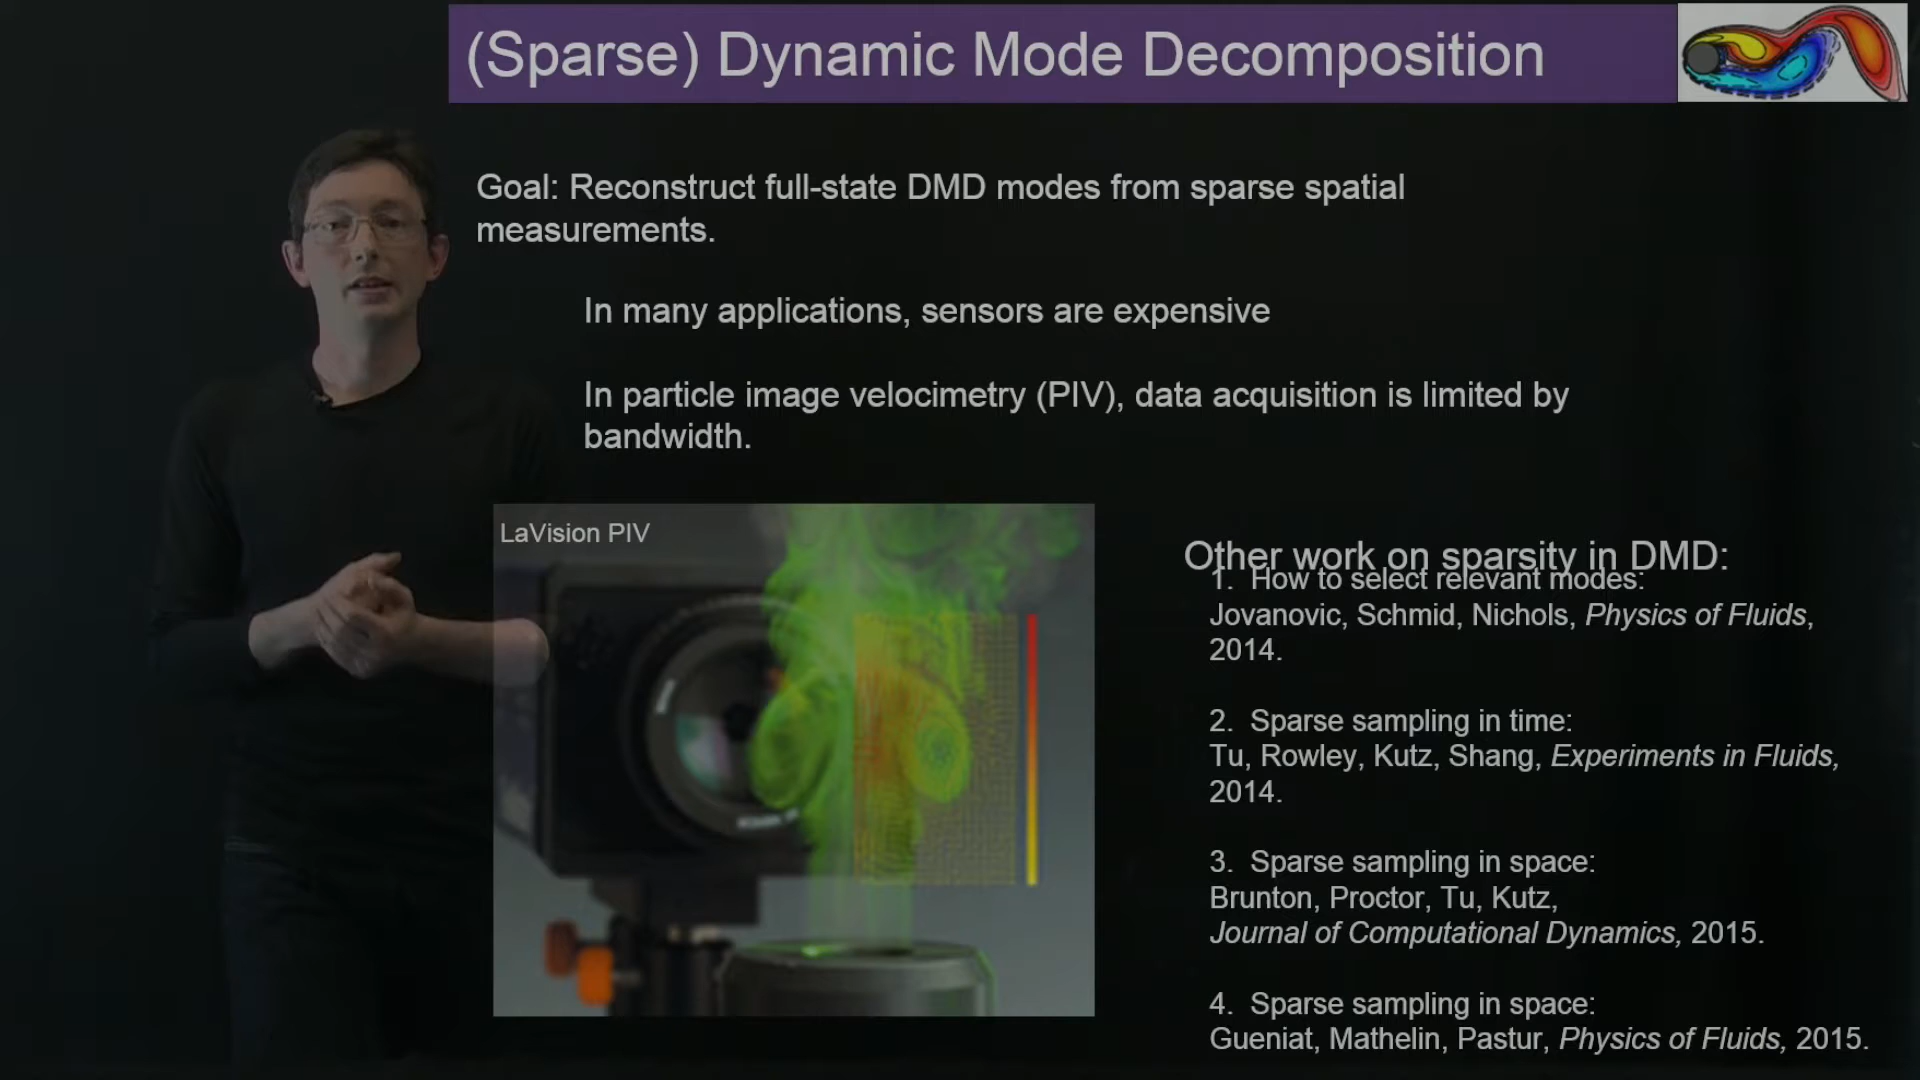 (Sparse) Dynamic Mode Decomposition
Goal: Reconstruct full-state DMD modes from sparse spatial
measurements.
In many applications, sensors are expensive
In particle image velocimetry (PIV), data acquisition is limited by
bandwidth.
LaVision PIV
Other work on sparsity in DMD:
1. How to select relevant modes:
Jovanovic, Schmid, Nichols, Physics of Fluids,
2014.
2. Sparse sampling in time:
Tu, Rowley, Kutz, Shang, Experiments in Fluids,
2014.
3. Sparse sampling in space:
Brunton, Proctor, Tu, Kutz,
Journal of Computational Dynamics, 2015.
4. Sparse sampling in space:
Gueniat, Mathelin, Pastur, Physics of Fluids, 2015.